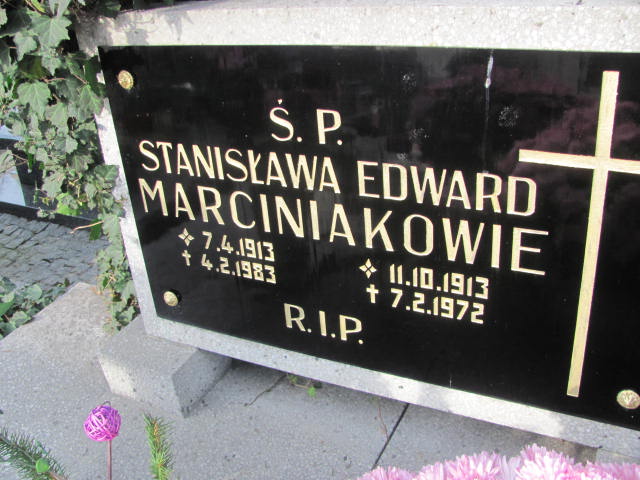 Ś. P.
STANISŁAWA EDWARD
MARCINIAKOWIE
7.4.1913 11.10.1913
✝ 4.2.1983 ✝ 7.2.1972
R.I.P.